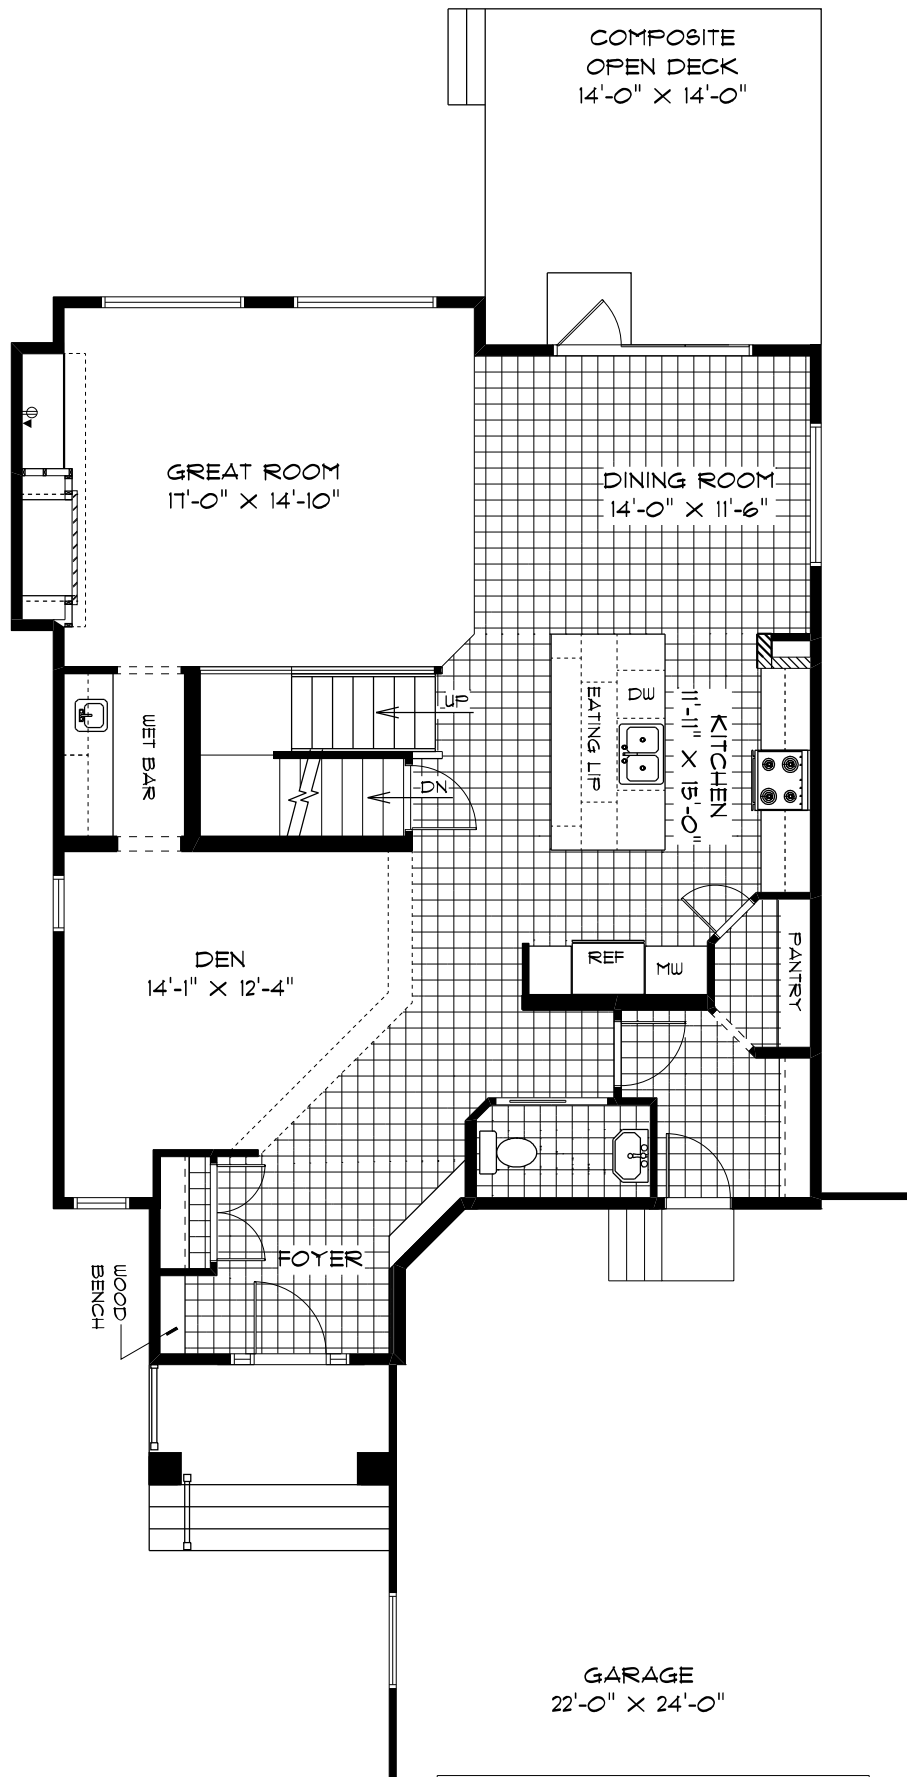 COMPOSITE
OPEN DECK
14'-0" X 14'-0"
GREAT ROOM
17'-0" X 14'-10"
DINING ROOM
14'-0" X 11'-6"
UP
DN
WET BAR
EATING LIP
DW
KITCHEN
11'-11" X 15'-0"
DEN
14'-1" X 12'-4"
REF
MW
PANTRY
FOYER
WOOD
BENCH
GARAGE
22'-0" X 24'-0"